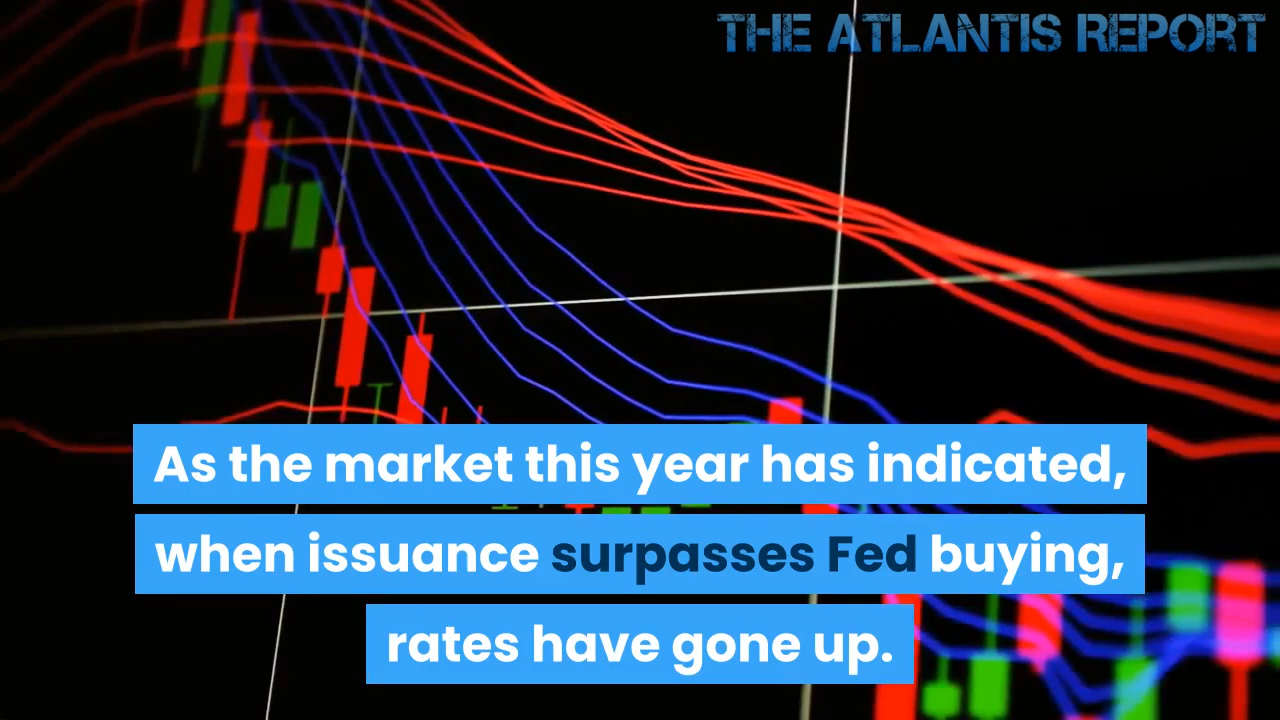 THE ATLANTIS REPORT
As the market this year has indicated,
when issuance surpasses Fed buying,
rates have gone up.